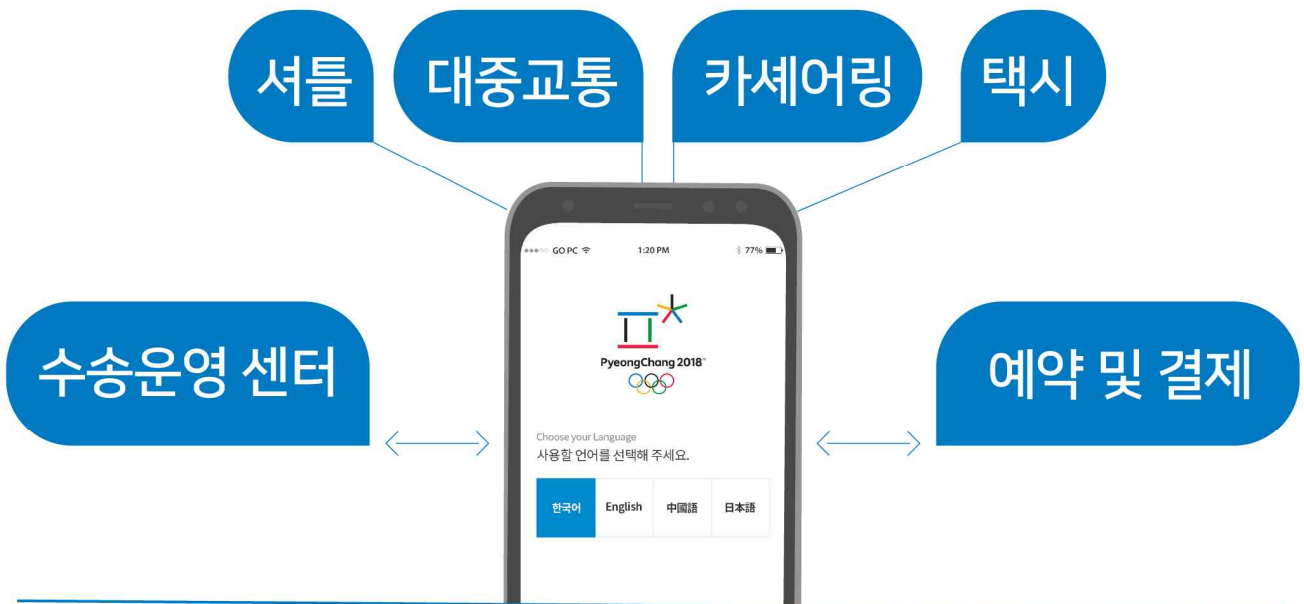 셔틀
대중교통
카셰어링
택시
GO PC
1:20 PM
77%
PyeongChang 2018™
수송운영 센터
예약 및 결제
Choose your Language
사용할 언어를 선택해 주세요.
한국어
English
中國語
日本語